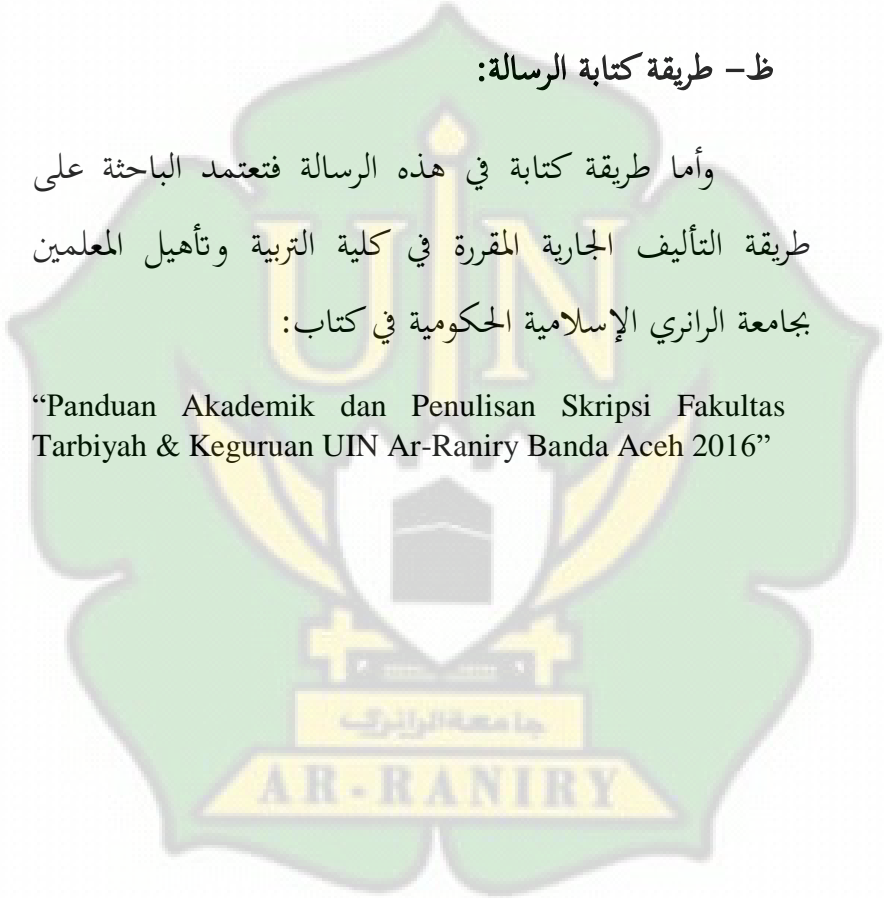 ظ– طريقة كتابة الرسالة:
وأما طريقة كتابة في هذه الرسالة فتعتمد الباحثة على
طريقة التأليف الجارية المقررة في كلية التربية وتأهيل المعلمين
بجامعة الرانري الإسلامية الحكومية في كتاب:
“Panduan Akademik dan Penulisan Skripsi Fakultas
Tarbiyah & Keguruan UIN Ar-Raniry Banda Aceh 2016”
UIN
جامعة الرانري
AR-RANIRY